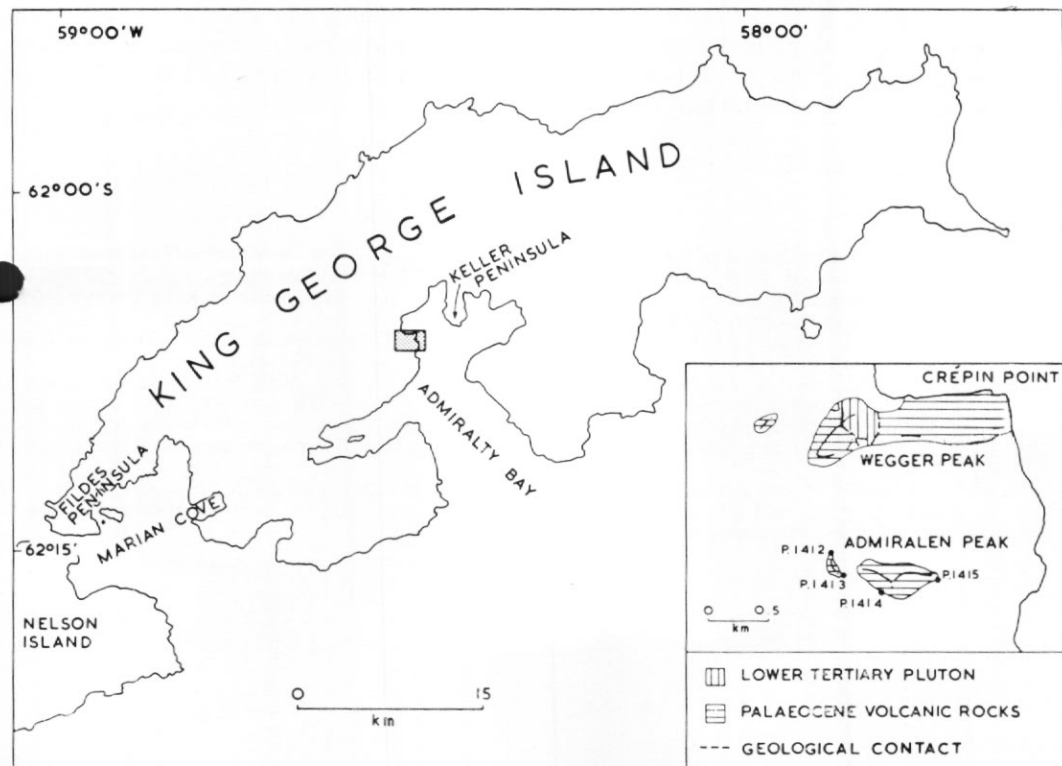 59°00'W
58°00'
62°00'S
KING GEORGE ISLAND
KELLER
PENINSULA
ADMIRALTY BAY
FILDES
PENINSULA
MARIAN COVE
62°15'
NELSON
ISLAND
0 15
km
CRÉPIN POINT
WEGGER PEAK
ADMIRALEN PEAK
P.1412
P.1413
P.1414
P.1415
0 0.5
km
LOWER TERTIARY PLUTON
PALAEOCENE VOLCANIC ROCKS
GEOLOGICAL CONTACT